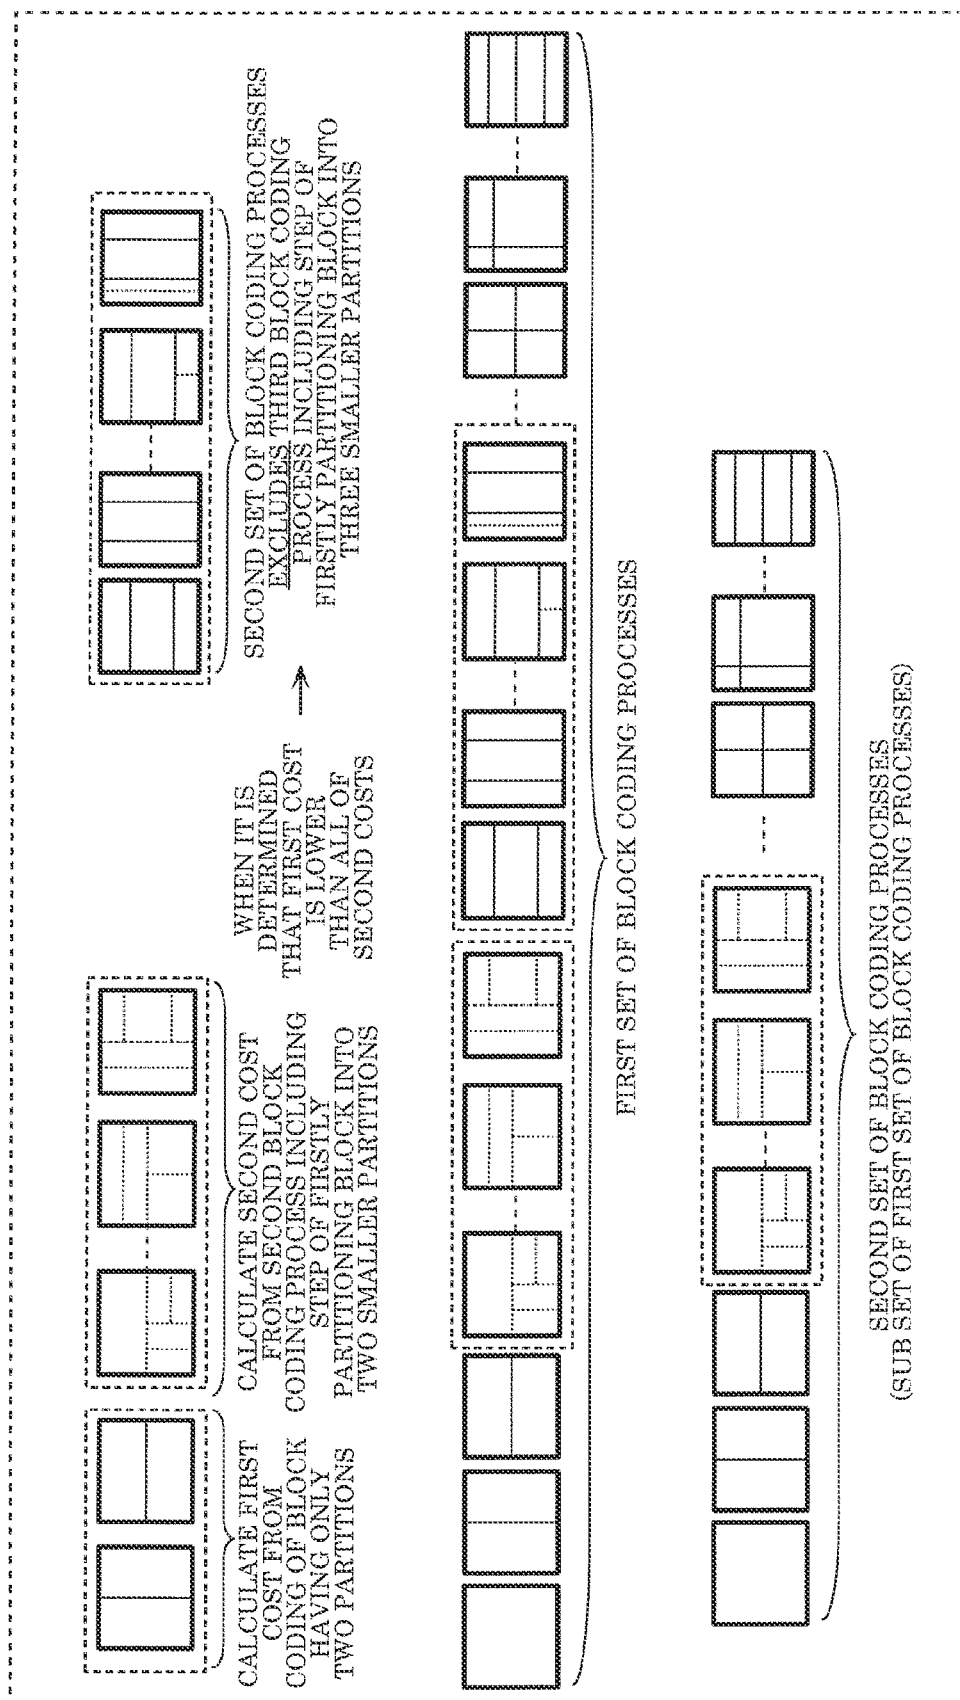 CALCULATE FIRST
COST FROM
CODING OF BLOCK
HAVING ONLY
TWO PARTITIONS
CALCULATE SECOND COST
FROM SECOND BLOCK
CODING PROCESS INCLUDING
STEP OF FIRSTLY
PARTITIONING BLOCK INTO
TWO SMALLER PARTITIONS
WHEN IT IS
DETERMINED
THAT FIRST COST
IS LOWER
THAN ALL OF
SECOND COSTS
SECOND SET OF BLOCK CODING PROCESSES
EXCLUDES THIRD BLOCK CODING
PROCESS INCLUDING STEP OF
FIRSTLY PARTITIONING BLOCK INTO
THREE SMALLER PARTITIONS
FIRST SET OF BLOCK CODING PROCESSES
SECOND SET OF BLOCK CODING PROCESSES
(SUB SET OF FIRST SET OF BLOCK CODING PROCESSES)